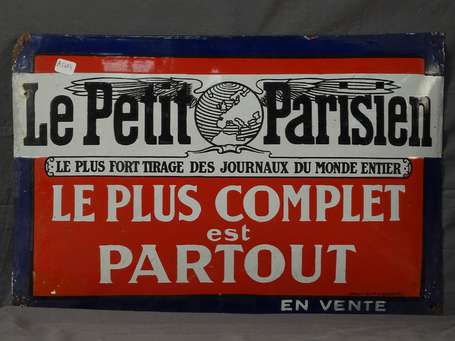 Le Petit Parisien
LE PLUS FORT TIRAGE DES JOURNAUX DU MONDE ENTIER
LE PLUS COMPLET
est
PARTOUT
EN VENTE